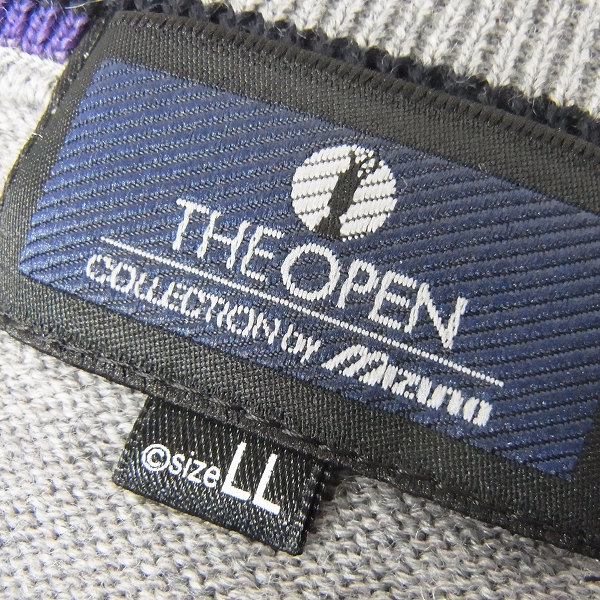 THE OPEN
COLLECTION by Mizuno
©size LL